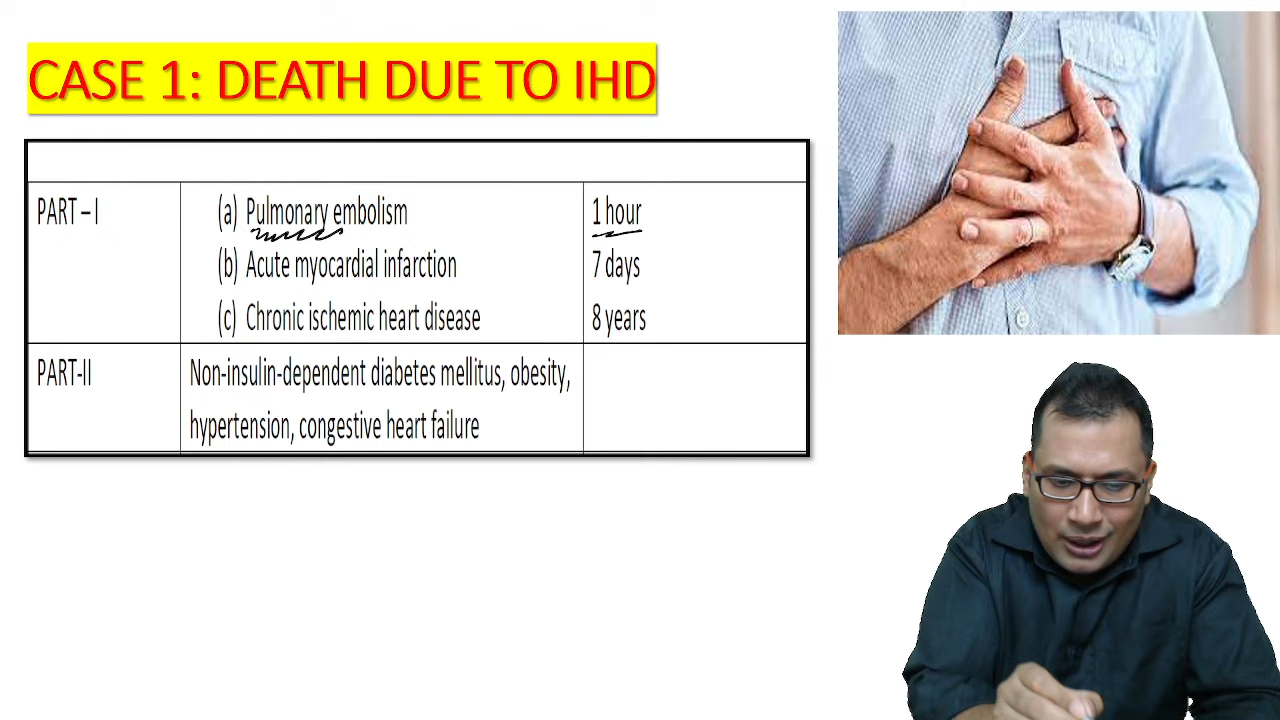 CASE 1: DEATH DUE TO IHD
PART – I (a) Pulmonary embolism 1 hour
(b) Acute myocardial infarction 7 days
(c) Chronic ischemic heart disease 8 years
PART-II Non-insulin-dependent diabetes mellitus, obesity,
hypertension, congestive heart failure